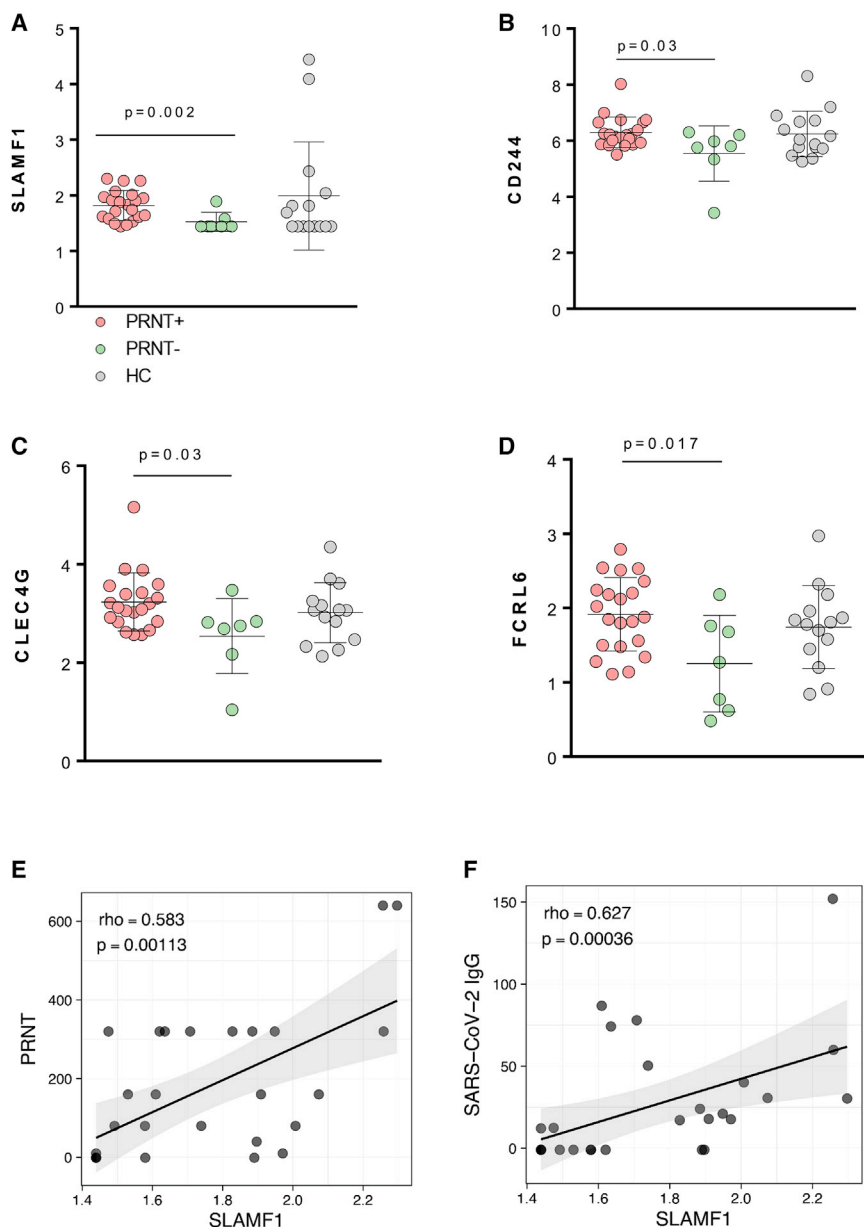 A
5
4
3
2
1
0
SLAMF1
p=0.002
PRNT+
PRNT-
HC
B
10
8
6
4
2
0
CD244
p=0.03
C
6
4
2
0
CLEC4G
p=0.03
D
4
3
2
1
0
FCRL6
p=0.017
E
rho = 0.583
p = 0.00113
600
400
200
0
PRNT
1.4 1.6 1.8 2.0 2.2
SLAMF1
F
rho = 0.627
p = 0.00036
150
100
50
0
SARS−CoV−2 IgG
1.4 1.6 1.8 2.0 2.2
SLAMF1